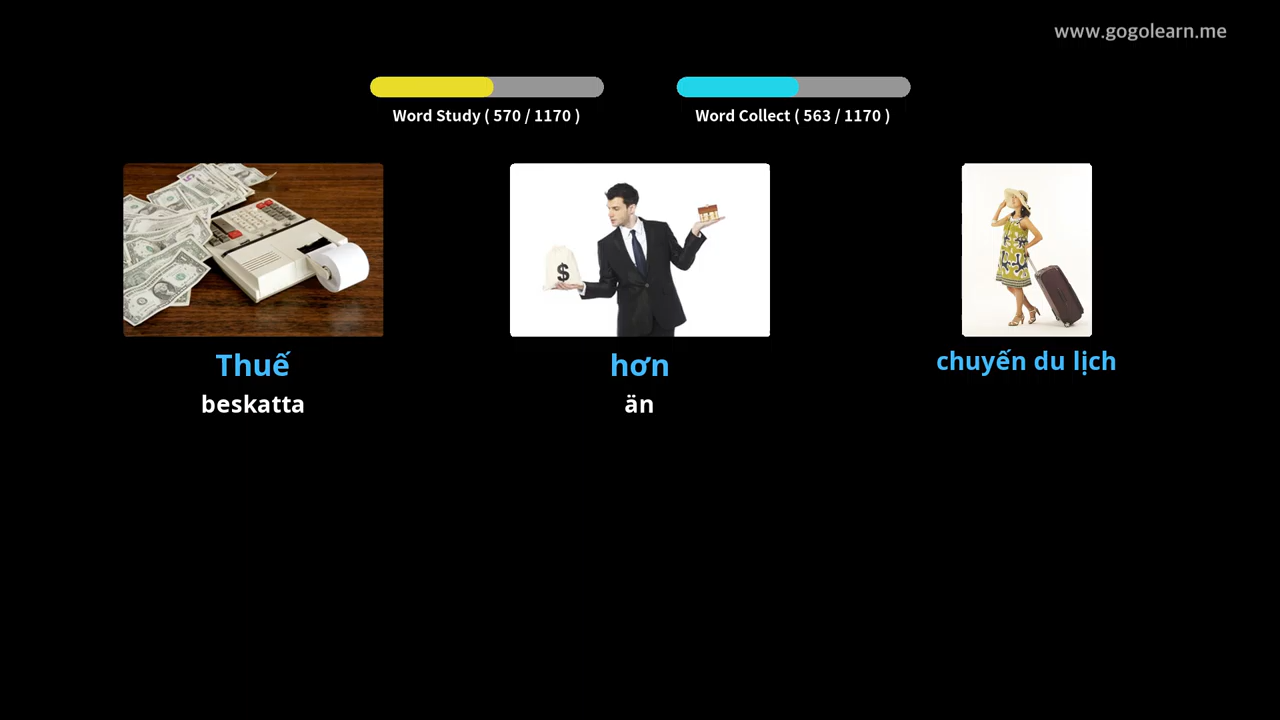 www.gogolearn.me
Word Study ( 570 / 1170 )
Word Collect ( 563 / 1170 )
$
Thuế
beskatta
hơn
än
chuyến du lịch